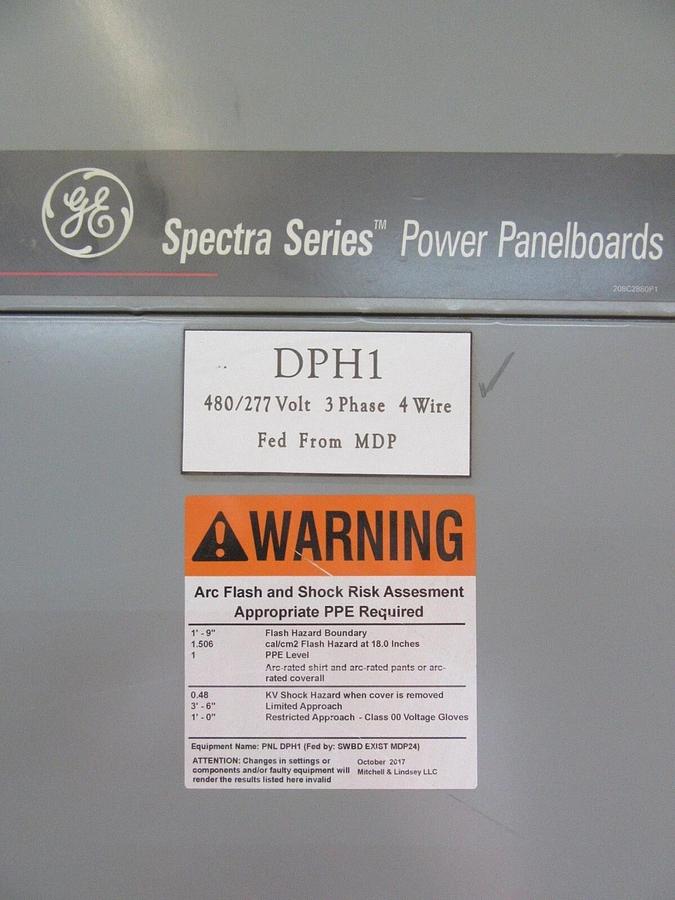 GE
Spectra Series™ Power Panelboards
208C2880P1
DPH1
480/277 Volt 3 Phase 4 Wire
Fed From MDP
WARNING
Arc Flash and Shock Risk Assesment
Appropriate PPE Required
1' - 9" Flash Hazard Boundary
1.506 cal/cm2 Flash Hazard at 18.0 Inches
1 PPE Level
Arc-rated shirt and arc-rated pants or arc-
rated coverall
0.48 KV Shock Hazard when cover is removed
3' - 6" Limited Approach
1' - 0" Restricted Approach - Class 00 Voltage Gloves
Equipment Name: PNL DPH1 (Fed by: SWBD EXIST MDP24)
ATTENTION: Changes in settings or
components and/or faulty equipment will
render the results listed here invalid
October 2017
Mitchell & Lindsey LLC